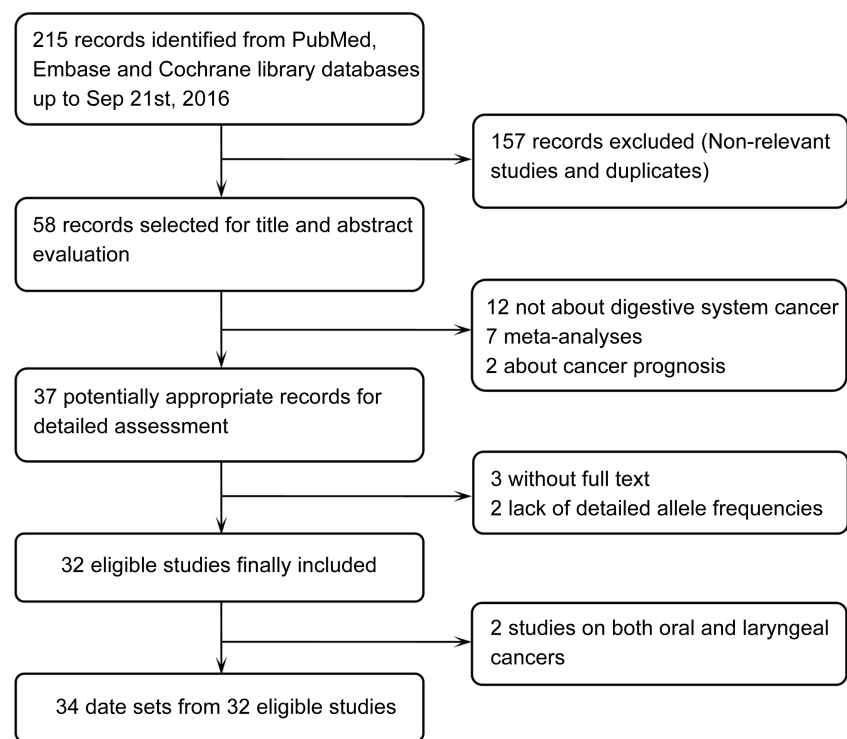 215 records identified from PubMed,
Embase and Cochrane library databases
up to Sep 21st, 2016
157 records excluded (Non-relevant
studies and duplicates)
58 records selected for title and abstract
evaluation
12 not about digestive system cancer
7 meta-analyses
2 about cancer prognosis
37 potentially appropriate records for
detailed assessment
3 without full text
2 lack of detailed allele frequencies
32 eligible studies finally included
2 studies on both oral and laryngeal
cancers
34 date sets from 32 eligible studies